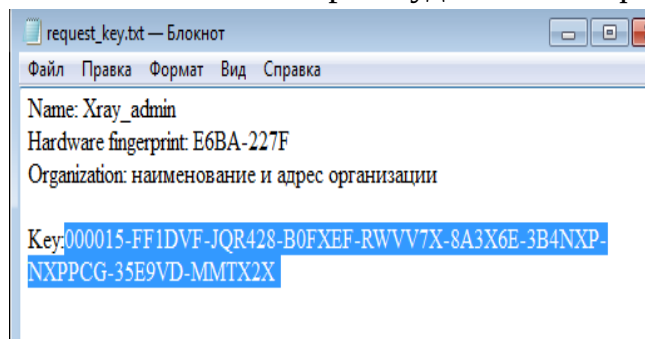 request_key.txt — Блокнот
Файл Правка Формат Вид Справка
Name: Xray_admin
Hardware fingerprint: E6BA-227F
Organization: наименование и адрес организации
Key:000015-FF1DVF-JQR428-B0FXEF-RWVV7X-8A3X6E-3B4NXP-
NXPPCG-35E9VD-MMTX2X